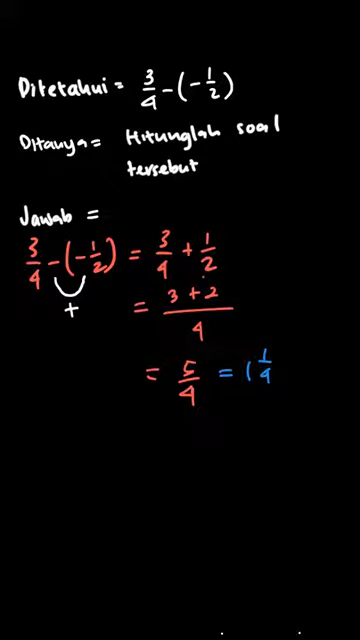 Diketahui = 3/4 - (-1/2)
Ditanya = Hitunglah soal
tersebut
Jawab =
3/4 - (-1/2) = 3/4 + 1/2
+
= (3 + 2)/4
= 5/4 = 1 1/4